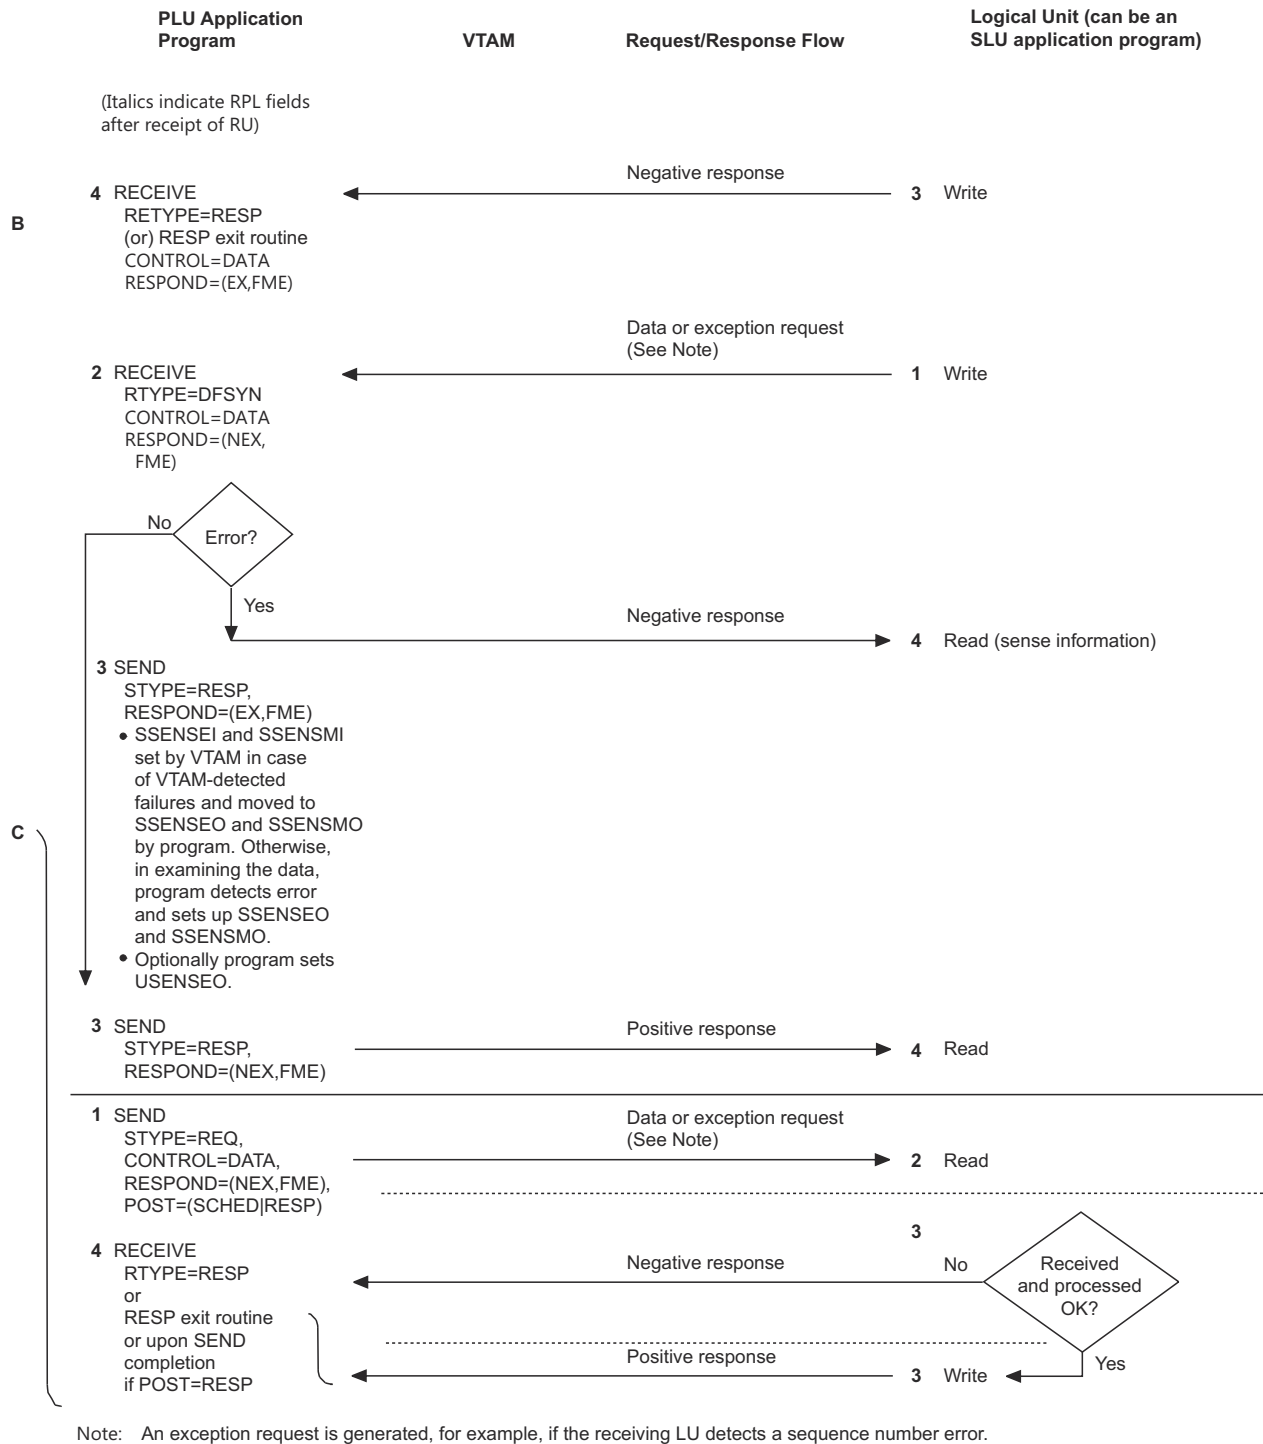 PLU Application
Program
VTAM
Request/Response Flow
Logical Unit (can be an
SLU application program)
(Italics indicate RPL fields
after receipt of RU)
B
4 RECEIVE
RETYPE=RESP
(or) RESP exit routine
CONTROL=DATA
RESPOND=(EX,FME)
Negative response
3 Write
Data or exception request
(See Note)
2 RECEIVE
RTYPE=DFSYN
CONTROL=DATA
RESPOND=(NEX,
FME)
1 Write
No
Error?
Yes
Negative response
4 Read (sense information)
C
3 SEND
STYPE=RESP,
RESPOND=(EX,FME)
• SSENSEI and SSENSMI
set by VTAM in case
of VTAM-detected
failures and moved to
SSENSEO and SSENSMO
by program. Otherwise,
in examining the data,
program detects error
and sets up SSENSEO
and SSENSMO.
• Optionally program sets
USENSEO.
3 SEND
STYPE=RESP,
RESPOND=(NEX,FME)
Positive response
4 Read
1 SEND
STYPE=REQ,
CONTROL=DATA,
RESPOND=(NEX,FME),
POST=(SCHED|RESP)
Data or exception request
(See Note)
2 Read
4 RECEIVE
RTYPE=RESP
or
RESP exit routine
or upon SEND
completion
if POST=RESP
Negative response
3
No
Received
and processed
OK?
Positive response
3 Write
Yes
Note: An exception request is generated, for example, if the receiving LU detects a sequence number error.